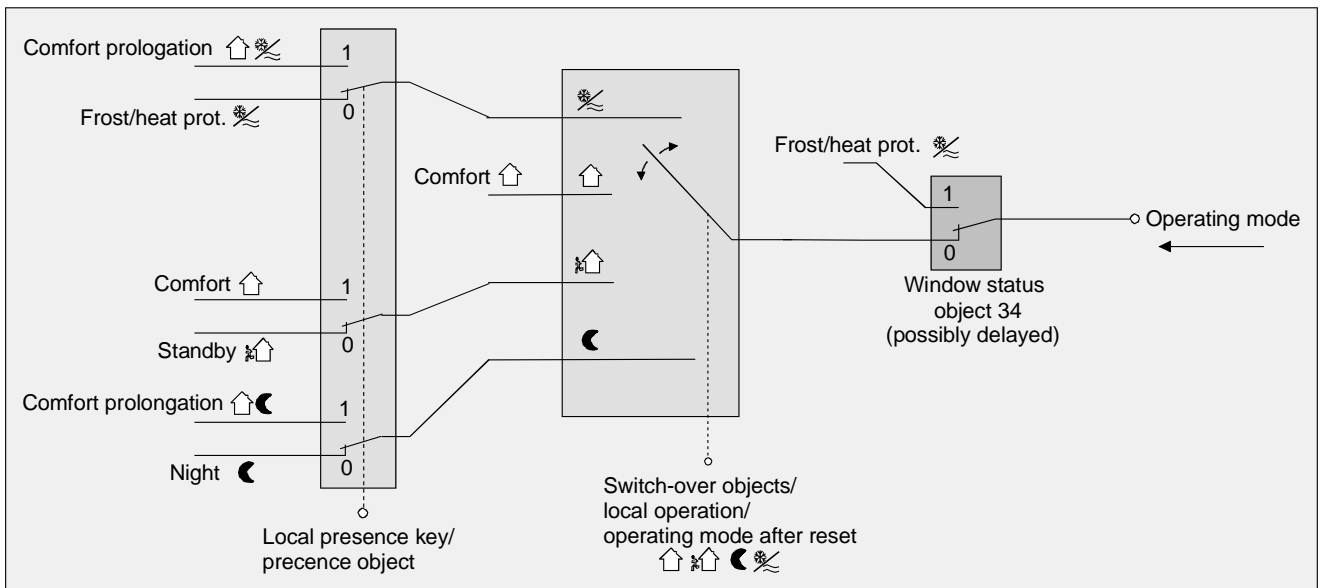 Comfort prologation
1
0
Frost/heat prot.
Comfort
Frost/heat prot.
1
0
Operating mode
Window status
object 34
(possibly delayed)
Comfort
1
0
Standby
Comfort prolongation
1
0
Night
Local presence key/
precence object
Switch-over objects/
local operation/
operating mode after reset